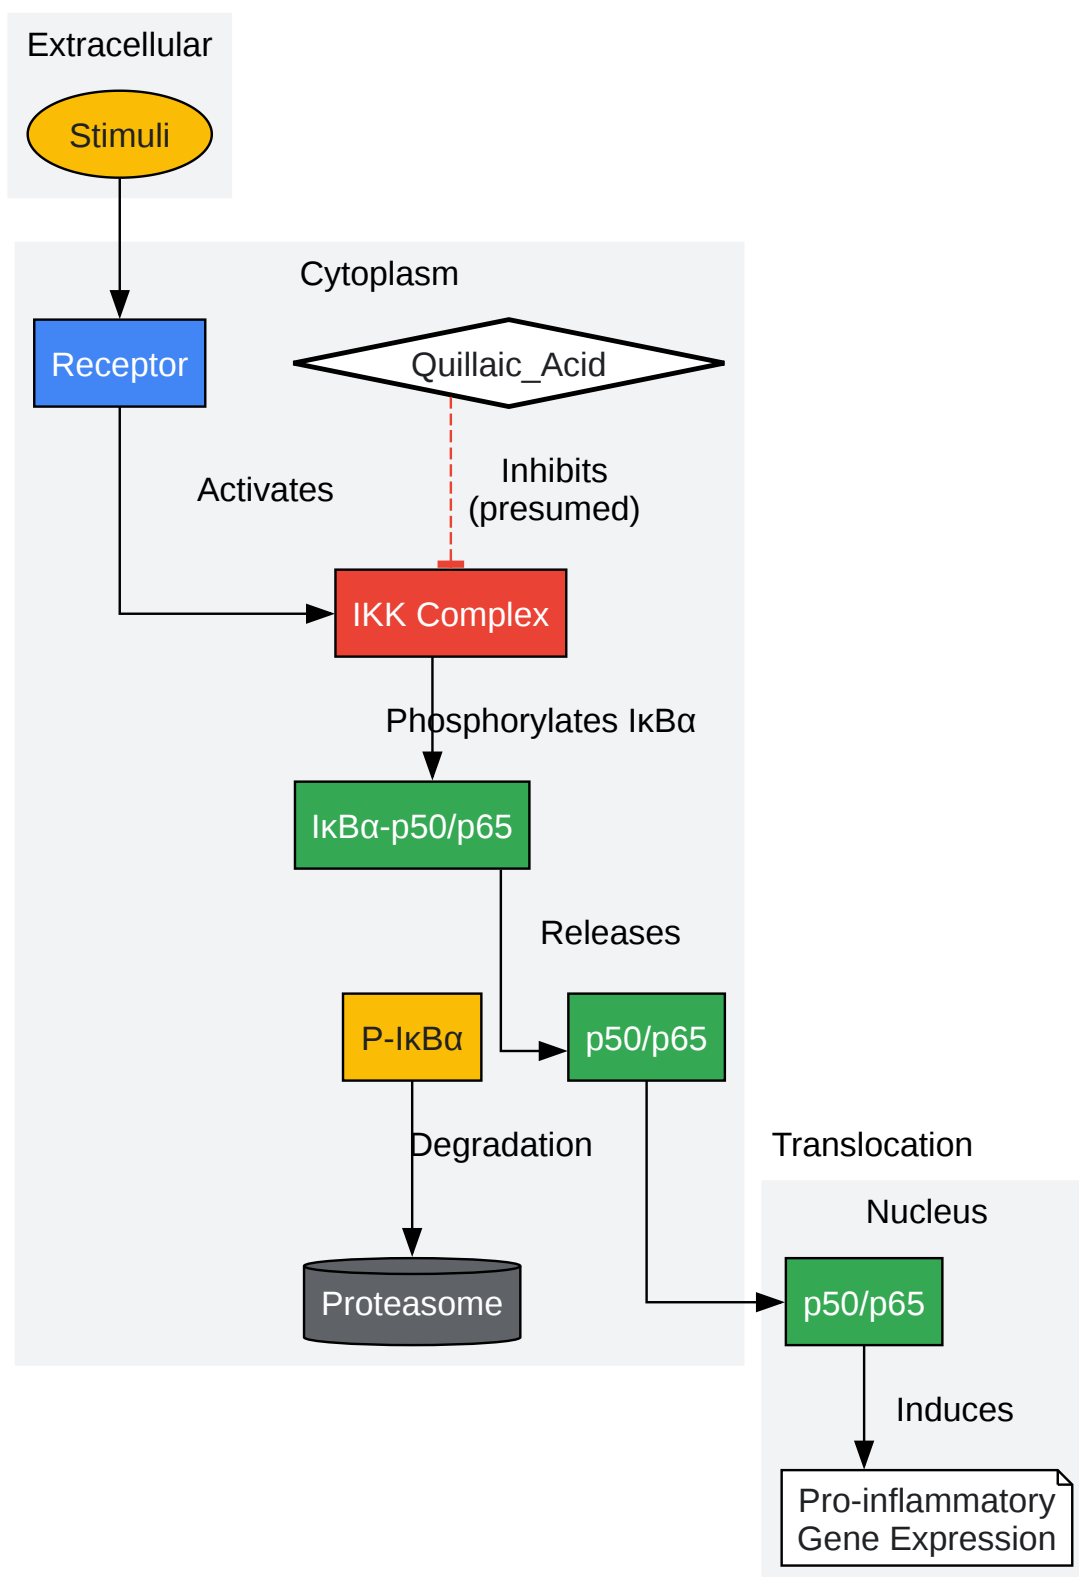 Extracellular
Stimuli
Cytoplasm
Receptor
Quillaic_Acid
Activates
Inhibits
(presumed)
IKK Complex
Phosphorylates IκBα
IκBα-p50/p65
Releases
P-IκBα
p50/p65
Degradation
Translocation
Nucleus
Proteasome
p50/p65
Induces
Pro-inflammatory
Gene Expression